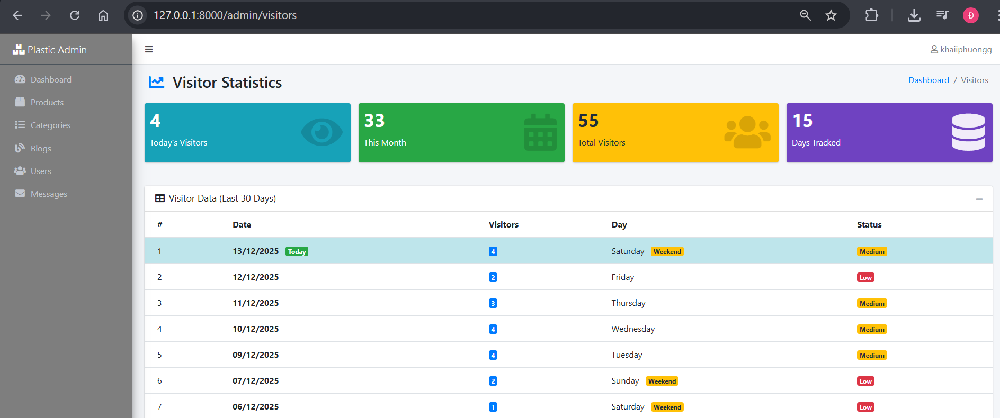 127.0.0.1:8000/admin/visitors
Đ
Plastic Admin
khaiiphuongg
Dashboard
Products
Categories
Blogs
Users
Messages
Visitor Statistics
Dashboard / Visitors
4
Today's Visitors
33
This Month
55
Total Visitors
15
Days Tracked
Visitor Data (Last 30 Days)
# Date Visitors Day Status
1 13/12/2025 Today 4 Saturday Weekend Medium
2 12/12/2025 2 Friday Low
3 11/12/2025 3 Thursday Medium
4 10/12/2025 4 Wednesday Medium
5 09/12/2025 4 Tuesday Medium
6 07/12/2025 2 Sunday Weekend Low
7 06/12/2025 1 Saturday Weekend Low